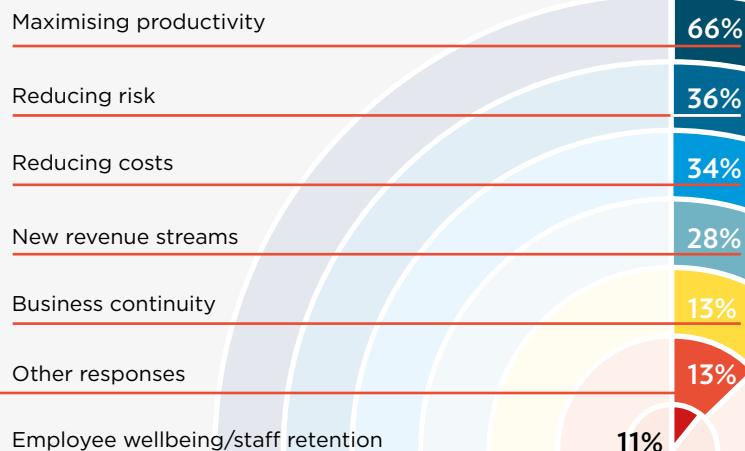 Maximising productivity 66%
Reducing risk 36%
Reducing costs 34%
New revenue streams 28%
Business continuity 13%
Other responses 13%
Employee wellbeing/staff retention 11%